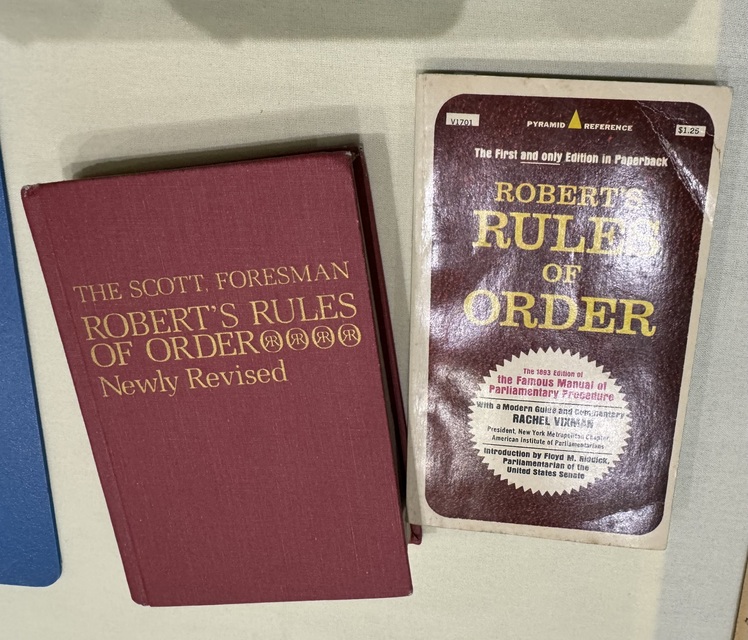 THE SCOTT, FORESMAN
ROBERT'S RULES
OF ORDER
Newly Revised
V1701
PYRAMID REFERENCE
$1.25
The First and only Edition in Paperback
ROBERT'S
RULES
OF
ORDER
The 1893 Edition of
the Famous Manual of
Parliamentary Procedure
With a Modern Guide and Commentary
RACHEL VIXMAN
President, New York Metropolitan Chapter,
American Institute of Parliamentarians
Introduction by Floyd M. Riddick,
Parliamentarian of the
United States Senate